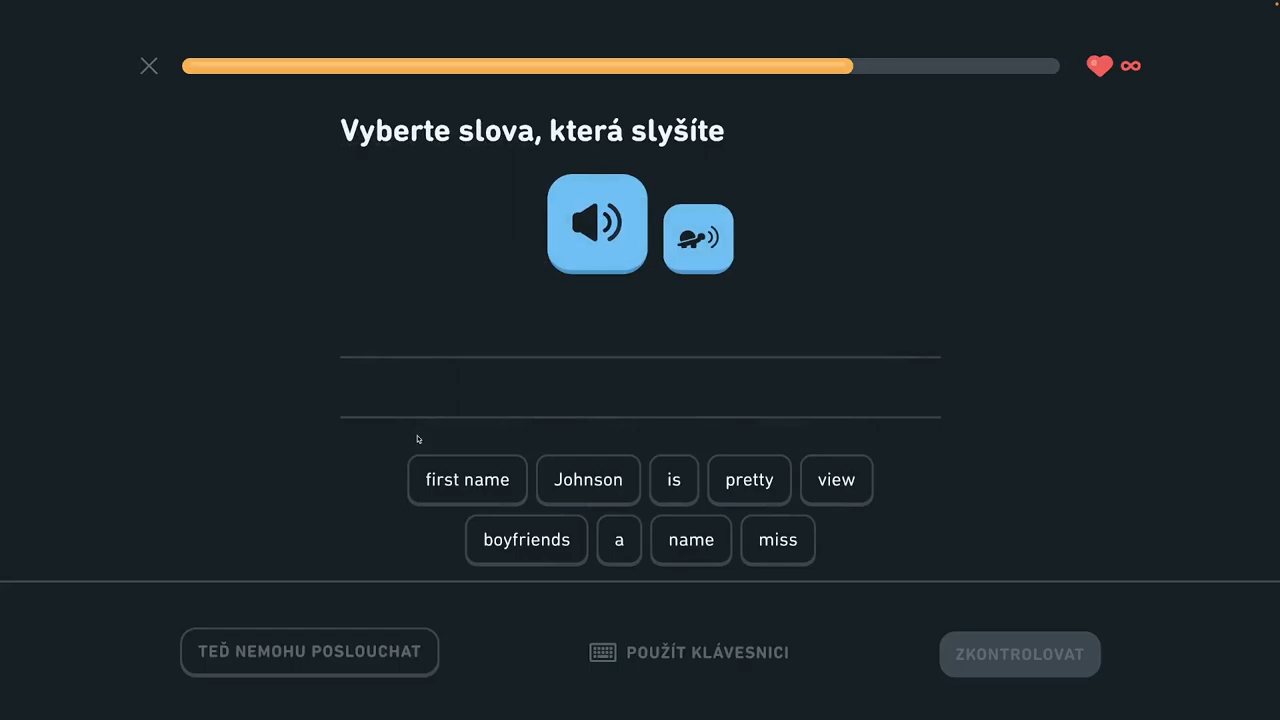 Vyberte slova, která slyšíte
first name Johnson is pretty view
boyfriends a name miss
TEĎ NEMOHU POSLOUCHAT POUŽÍT KLÁVESNICI ZKONTROLOVAT